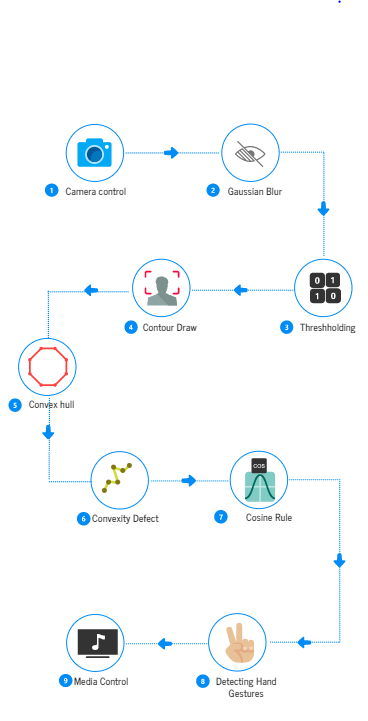 1 Camera control
2 Gaussian Blur
0 1
1 0
3 Threshholding
4 Contour Draw
5 Convex hull
6 Convexity Defect
cos
7 Cosine Rule
8 Detecting Hand
Gestures
9 Media Control